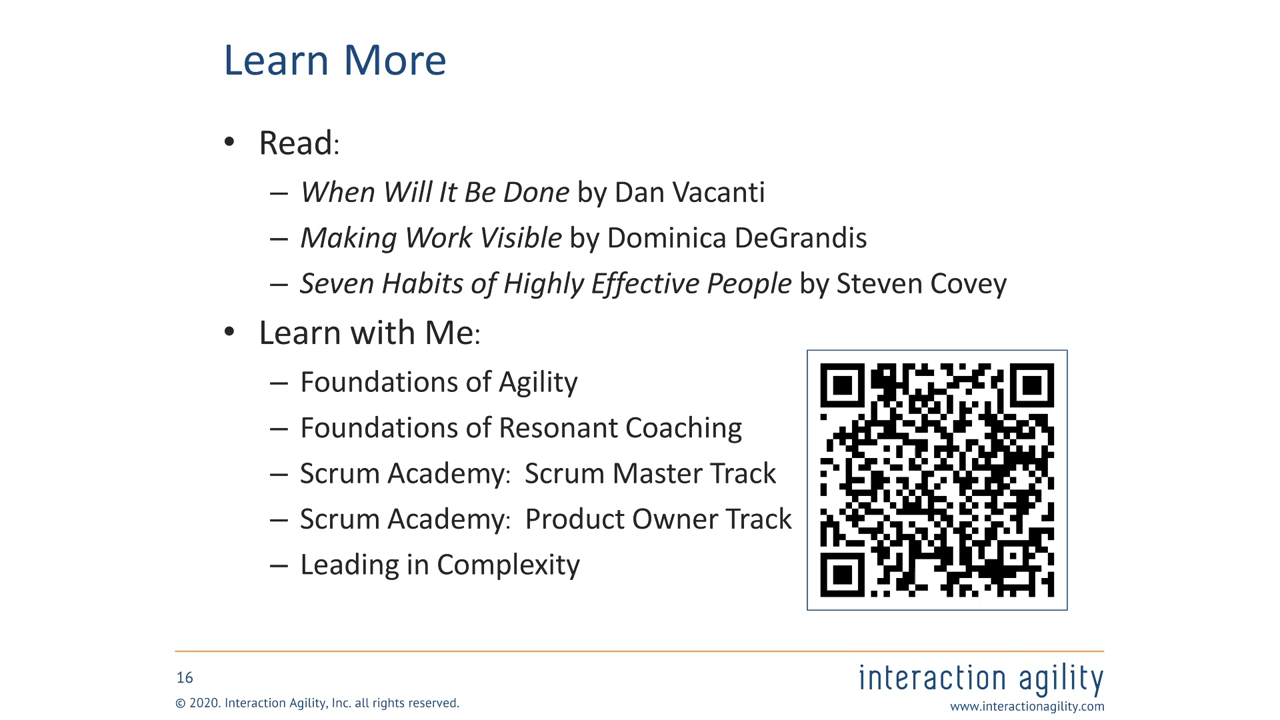 Learn More
• Read:
– When Will It Be Done by Dan Vacanti
– Making Work Visible by Dominica DeGrandis
– Seven Habits of Highly Effective People by Steven Covey
• Learn with Me:
– Foundations of Agility
– Foundations of Resonant Coaching
– Scrum Academy:  Scrum Master Track
– Scrum Academy:  Product Owner Track
– Leading in Complexity
16
© 2020. Interaction Agility, Inc. all rights reserved.
interaction agility
www.interactionagility.com